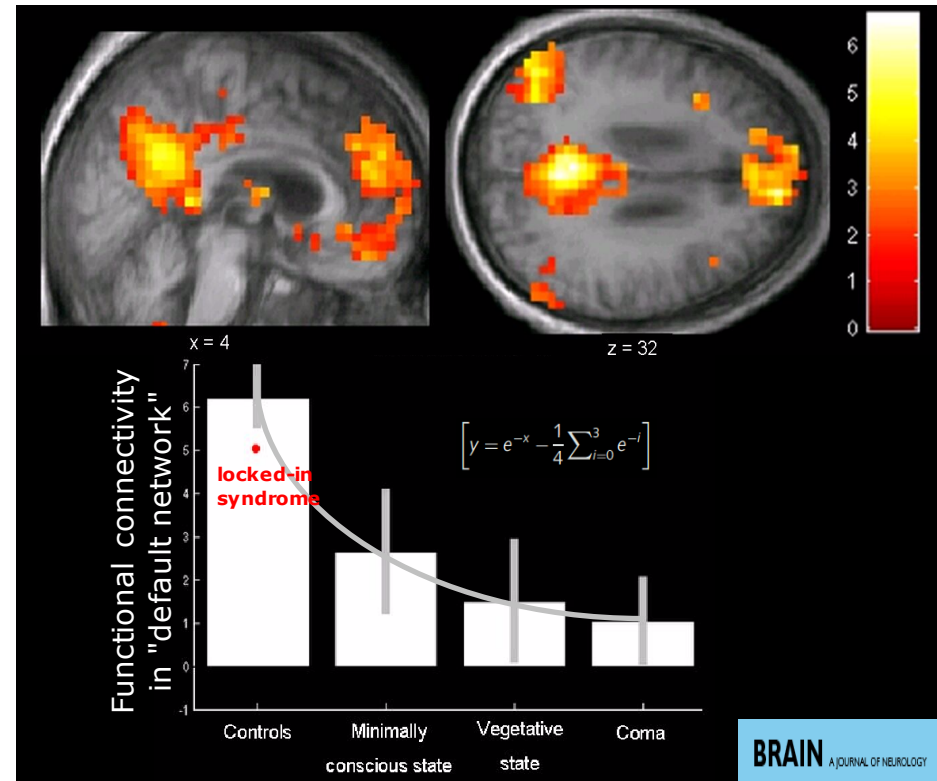 6
5
4
3
2
1
0
x = 4
z = 32
Functional connectivity
in "default network"
7
6
5
4
3
2
1
0
-1
[y = e^{-x} - \frac{1}{4} \sum_{i=0}^{3} e^{-i}]
locked-in
syndrome
Controls
Minimally
conscious state
Vegetative
state
Coma
BRAIN A JOURNAL OF NEUROLOGY